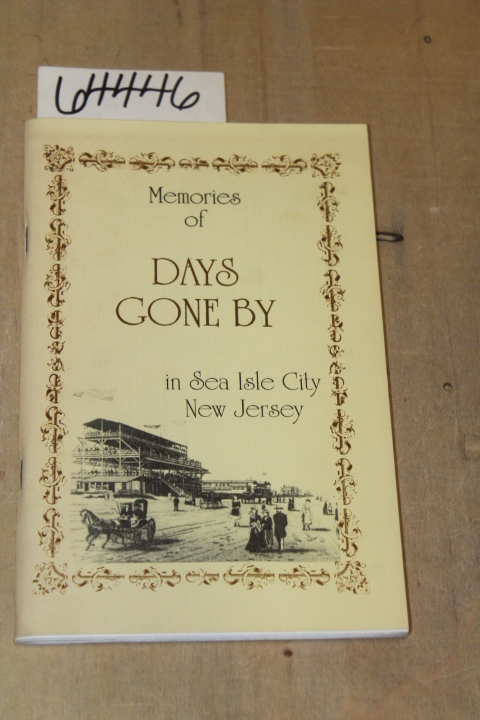 64446
Memories
of
DAYS
GONE BY
in Sea Isle City
New Jersey